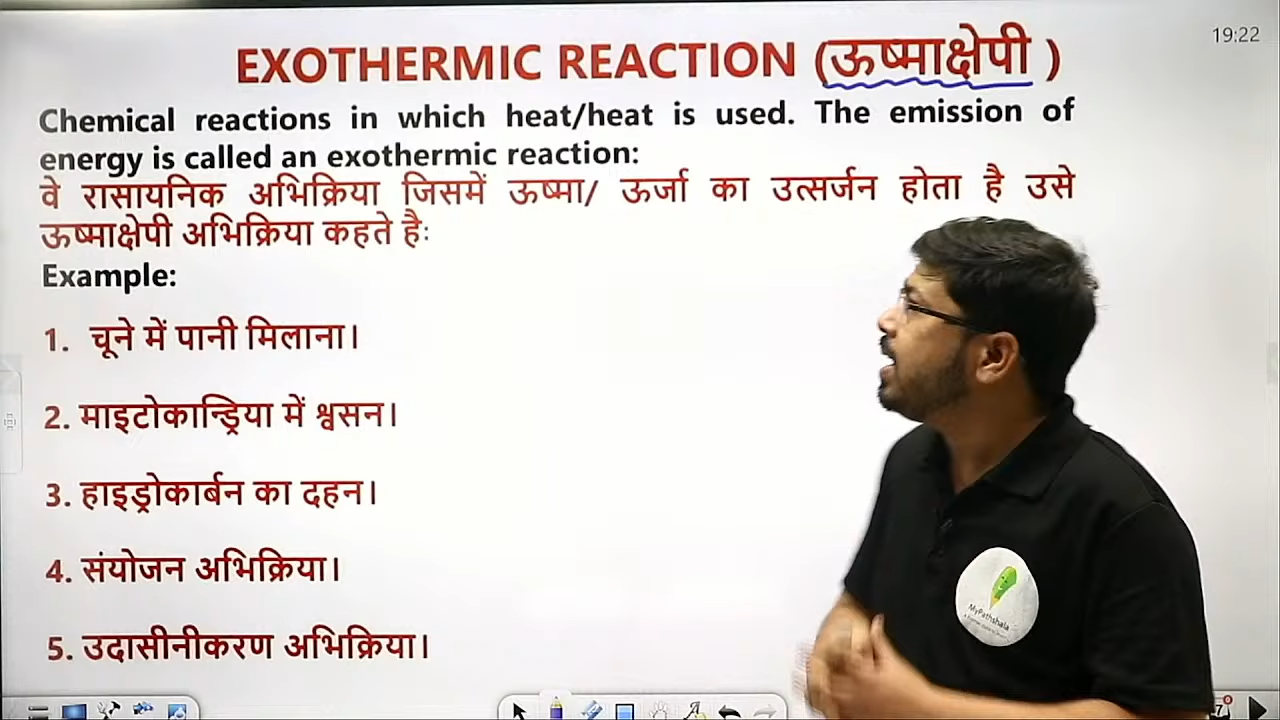 19:22
EXOTHERMIC REACTION (ऊष्माक्षेपी )
Chemical reactions in which heat/heat is used. The emission of
energy is called an exothermic reaction:
वे रासायनिक अभिक्रिया जिसमें ऊष्मा/ ऊर्जा का उत्सर्जन होता है उसे
ऊष्माक्षेपी अभिक्रिया कहते हैः
Example:
1. चूने में पानी मिलाना।
2. माइटोकान्ड्रिया में श्वसन।
3. हाइड्रोकार्बन का दहन।
4. संयोजन अभिक्रिया।
5. उदासीनीकरण अभिक्रिया।
MyPathshala